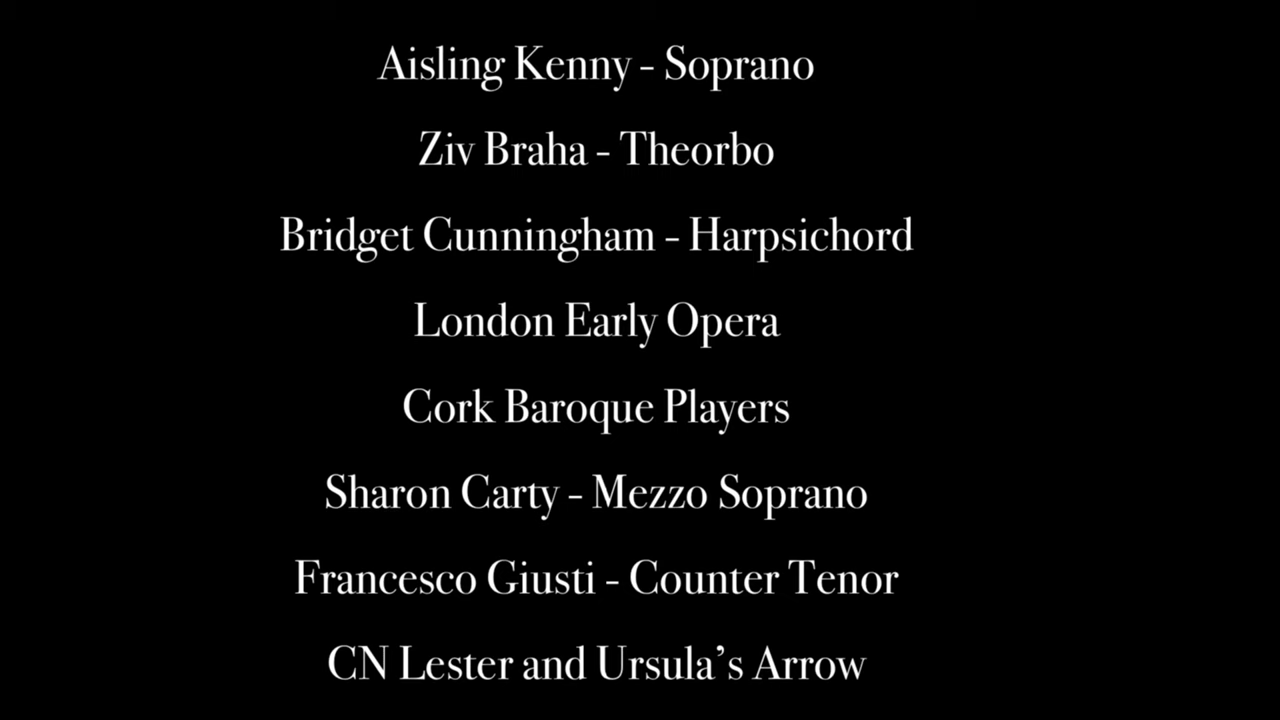 Aisling Kenny - Soprano
Ziv Braha - Theorbo
Bridget Cunningham - Harpsichord
London Early Opera
Cork Baroque Players
Sharon Carty - Mezzo Soprano
Francesco Giusti - Counter Tenor
CN Lester and Ursula’s Arrow